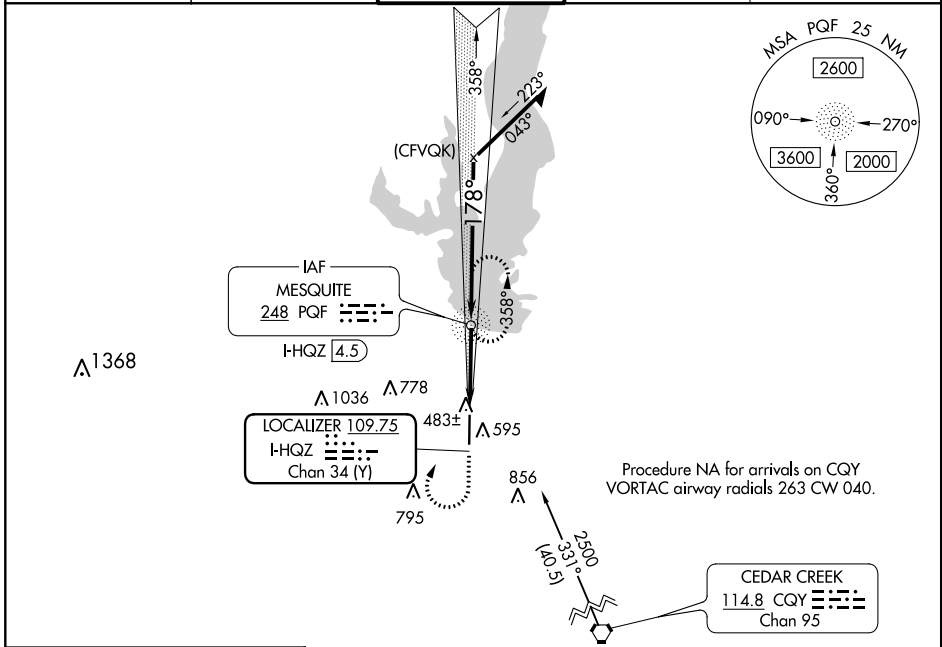 MSA PQF 25 NM
2600
090°
270°
3600
2000
360°
358°
223°
043°
(CFVQK)
178°
IAF
MESQUITE
248 PQF
I-HQZ 4.5
358°
1368
1036
778
483±
595
LOCALIZER 109.75
I-HQZ
Chan 34 (Y)
795
856
Procedure NA for arrivals on CQY
VORTAC airway radials 263 CW 040.
2500
331°
(40.5)
CEDAR CREEK
114.8 CQY
Chan 95